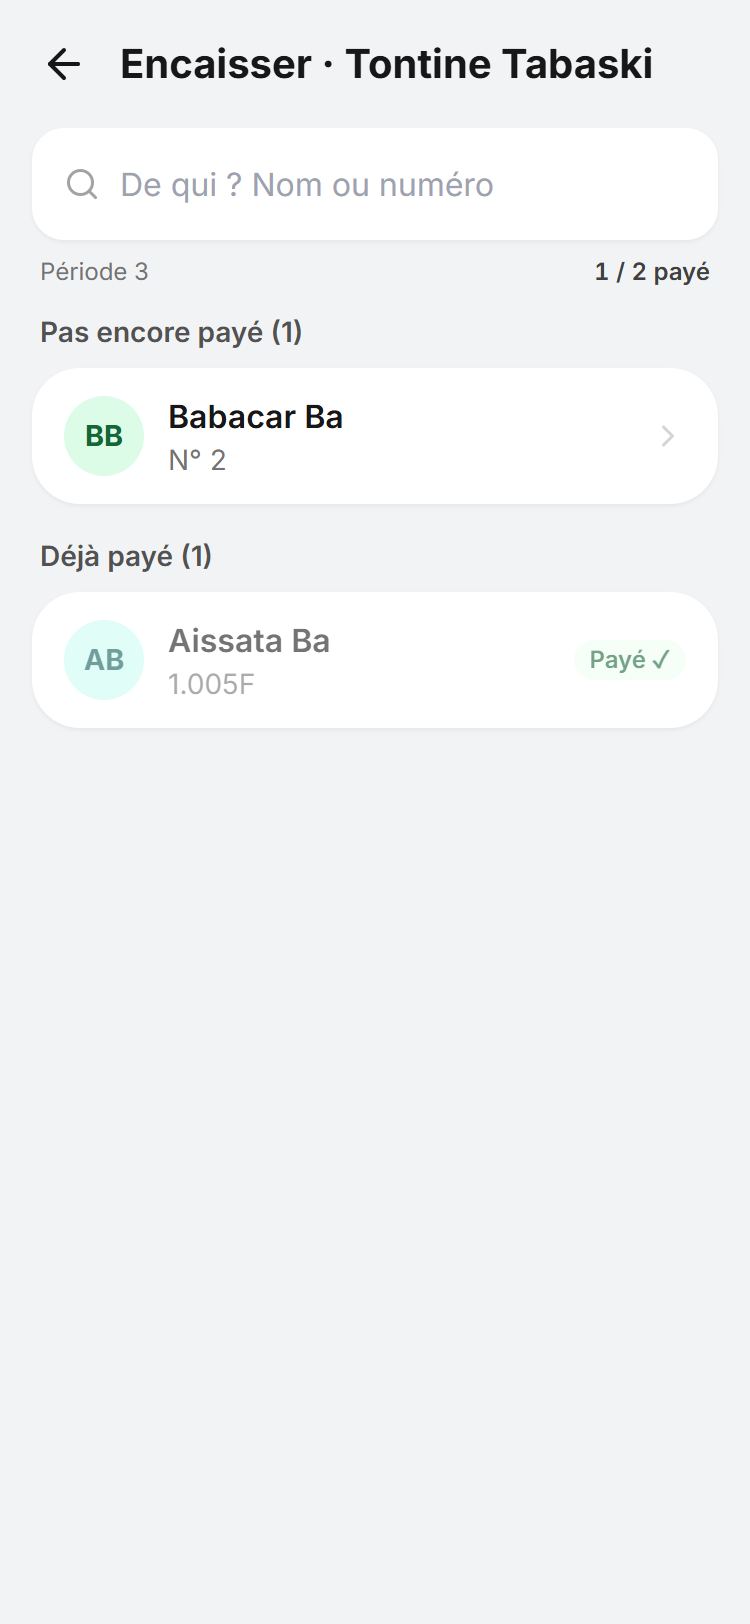 Encaisser · Tontine Tabaski
De qui ? Nom ou numéro
Période 3
1 / 2 payé
Pas encore payé (1)
BB
Babacar Ba
N° 2
Déjà payé (1)
AB
Aissata Ba
1.005F
Payé ✓